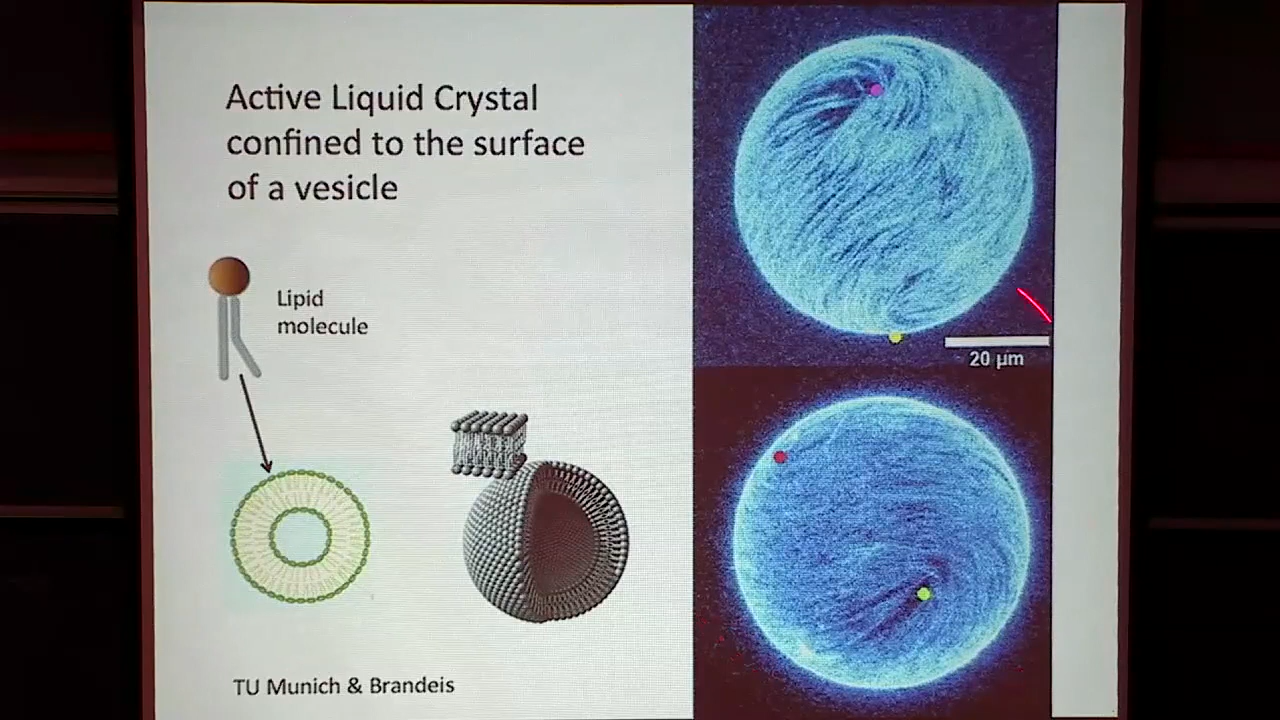 Active Liquid Crystal
confined to the surface
of a vesicle
Lipid
molecule
20 µm
TU Munich & Brandeis